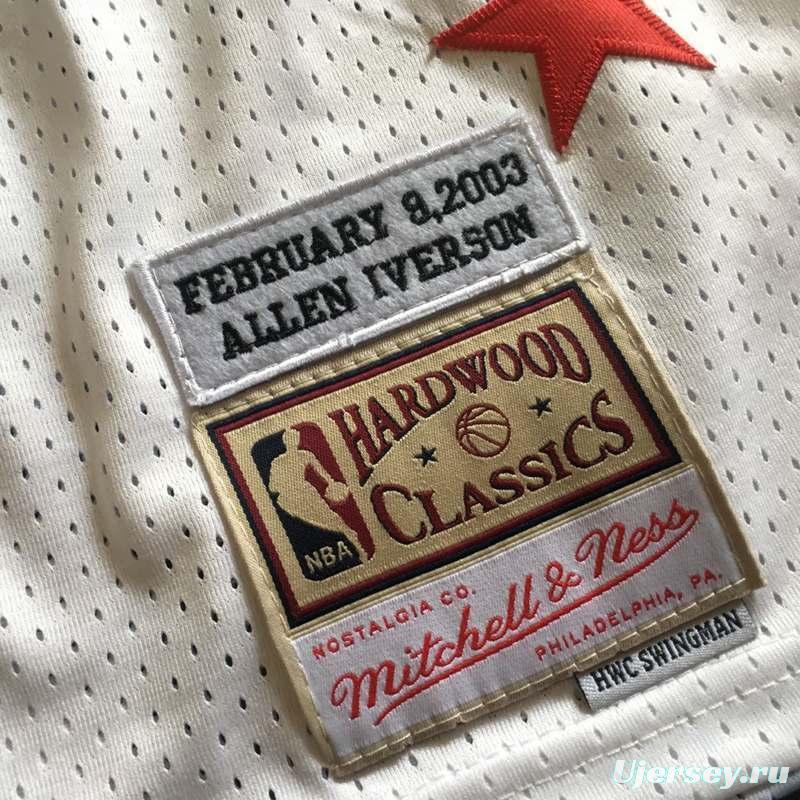 FEBRUARY 9,2003
ALLEN IVERSON
HARDWOOD
CLASSICS
NBA
NOSTALGIA CO.
Mitchell & Ness
PHILADELPHIA, PA.
HWC SWINGMAN
Ujersey.ru